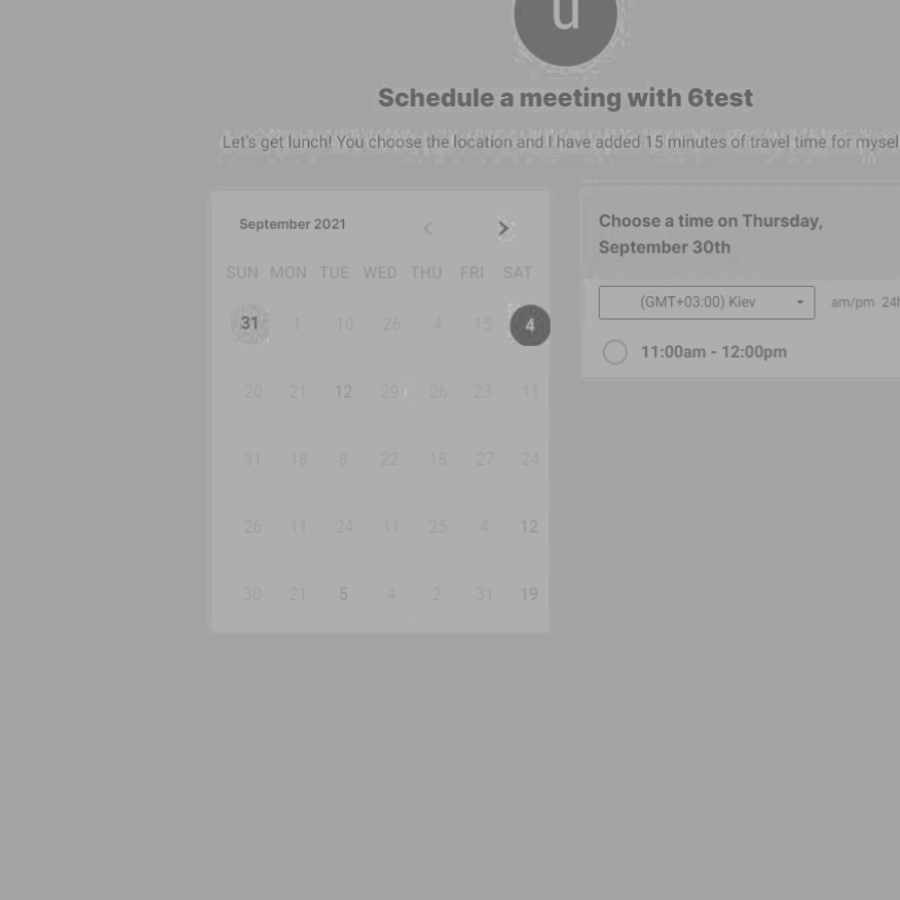 u
Schedule a meeting with 6test
Let's get lunch! You choose the location and I have added 15 minutes of travel time for mysel
September 2021
SUN MON TUE WED THU FRI SAT
31 1 10 26 4 15 4
20 21 12 29 26 23 11
31 18 8 22 18 27 24
26 11 24 11 25 4 12
30 21 5 4 2 31 19
Choose a time on Thursday,
September 30th
(GMT+03:00) Kiev am/pm 24h
11:00am - 12:00pm